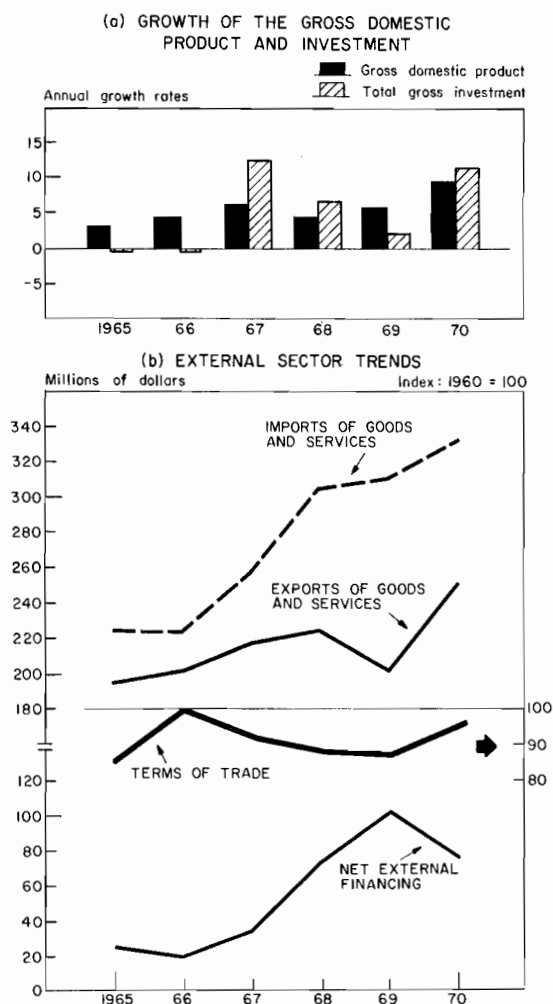 (a) GROWTH OF THE GROSS DOMESTIC
PRODUCT AND INVESTMENT
Gross domestic product
Annual growth rates
Total gross investment
15
10
5
0
-5
1965 66 67 68 69 70
(b) EXTERNAL SECTOR TRENDS
Millions of dollars Index: 1960 = 100
340
IMPORTS OF GOODS
AND SERVICES
320
300
280
260
EXPORTS OF GOODS
AND SERVICES
240
220
200
180 100
90
TERMS OF TRADE
120 80
100
80
NET EXTERNAL
FINANCING
60
40
20
0
1965 66 67 68 69 70